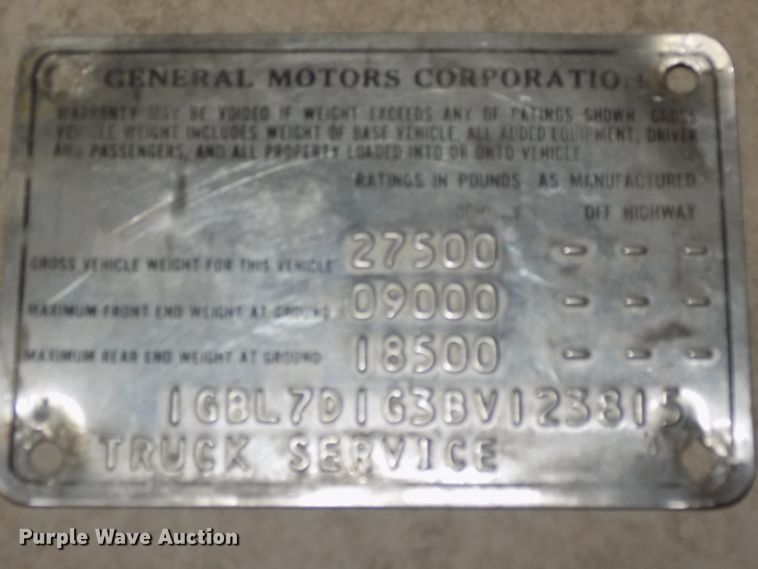 GENERAL MOTORS CORPORATION
WARRANTY MAY BE VOIDED IF WEIGHT EXCEEDS ANY OF RATINGS SHOWN. GROSS
VEHICLE WEIGHT INCLUDES WEIGHT OF BASE VEHICLE, ALL ADDED EQUIPMENT, DRIVER
AND PASSENGERS, AND ALL PROPERTY LOADED INTO OR ONTO VEHICLE.
RATINGS IN POUNDS AS MANUFACTURED
OFF HIGHWAY
GROSS VEHICLE WEIGHT FOR THIS VEHICLE 27500 - - -
MAXIMUM FRONT END WEIGHT AT GROUND 09000 - - -
MAXIMUM REAR END WEIGHT AT GROUND 18500 - - -
1GBL7D1G3BV123815
TRUCK SERVICE
Purple Wave Auction